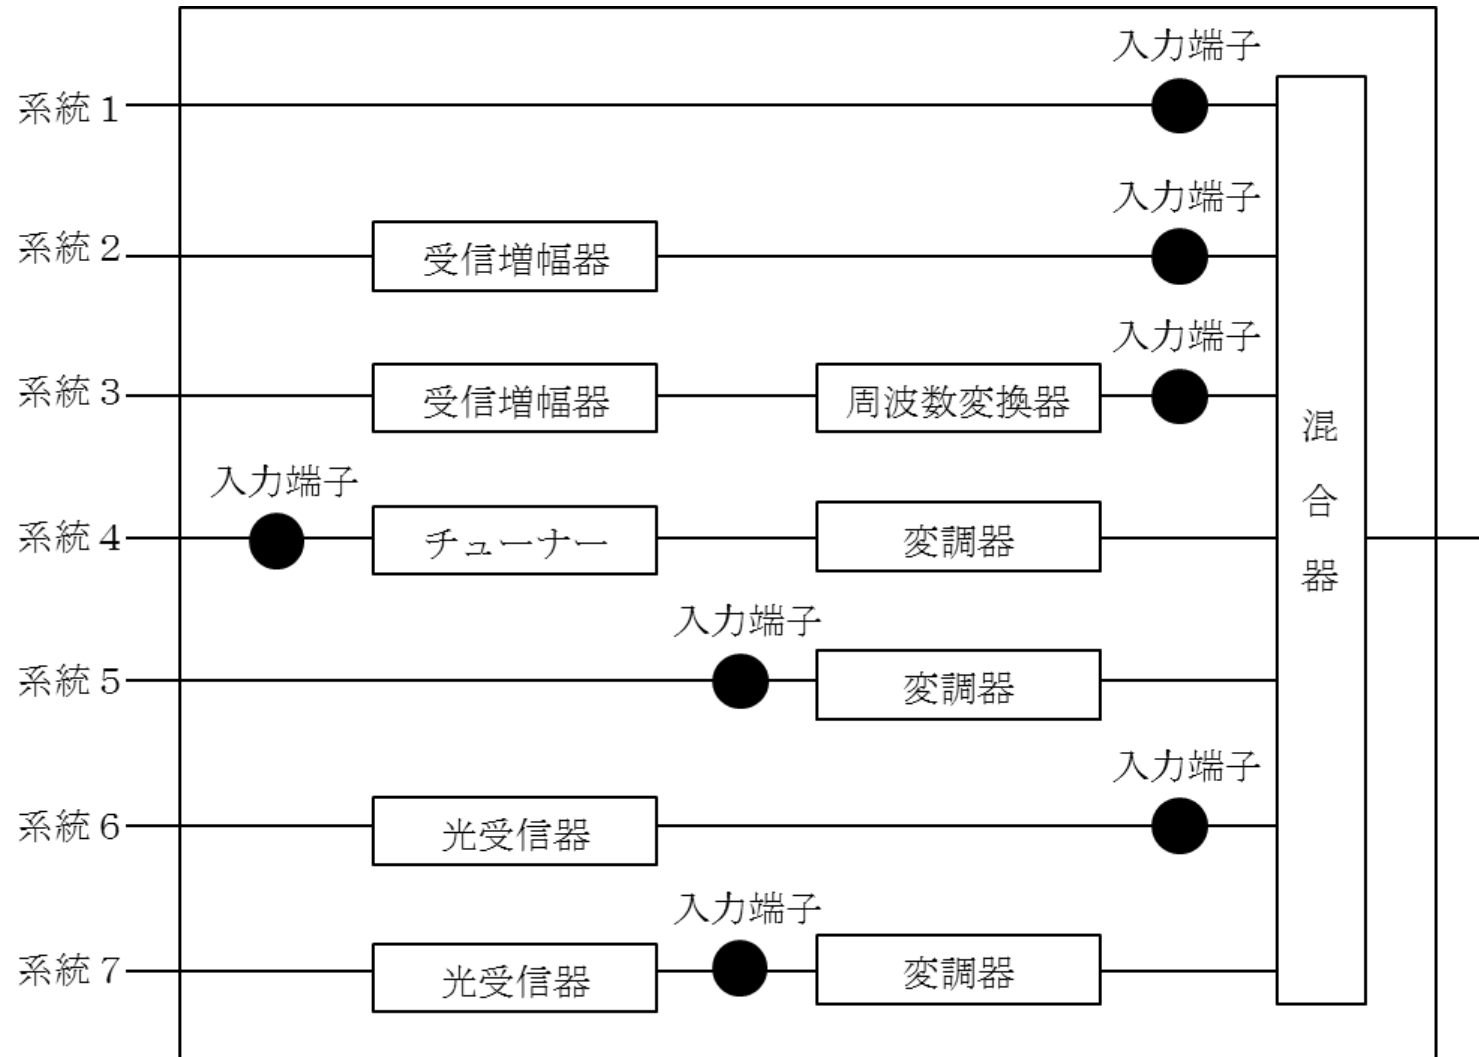 入力端子
系統１
入力端子
系統２
受信増幅器
入力端子
系統３
受信増幅器
周波数変換器
混合器
入力端子
系統４
チューナー
変調器
入力端子
系統５
変調器
入力端子
系統６
光受信器
入力端子
系統７
光受信器
変調器